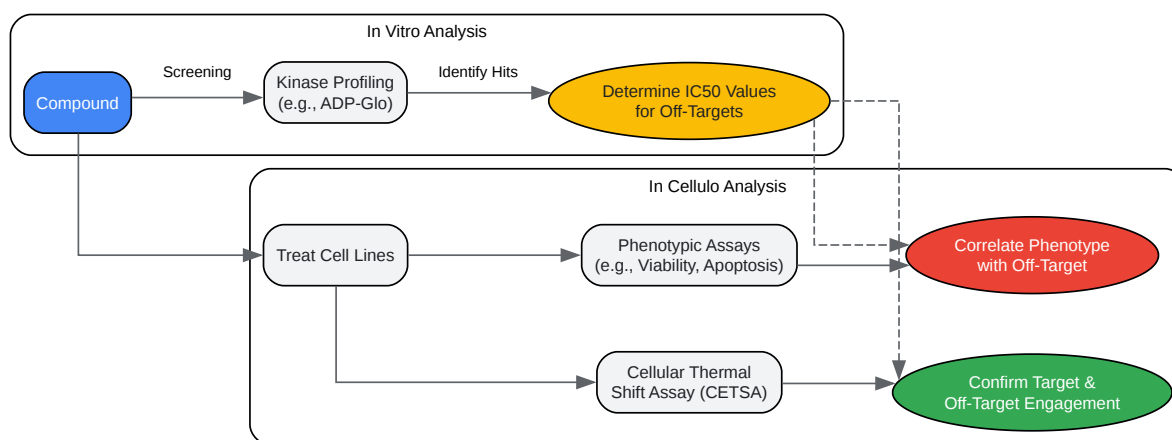 In Vitro Analysis
Compound
Screening
Kinase Profiling
(e.g., ADP-Glo)
Identify Hits
Determine IC50 Values
for Off-Targets
In Cellulo Analysis
Treat Cell Lines
Phenotypic Assays
(e.g., Viability, Apoptosis)
Correlate Phenotype
with Off-Target
Cellular Thermal
Shift Assay (CETSA)
Confirm Target &
Off-Target Engagement